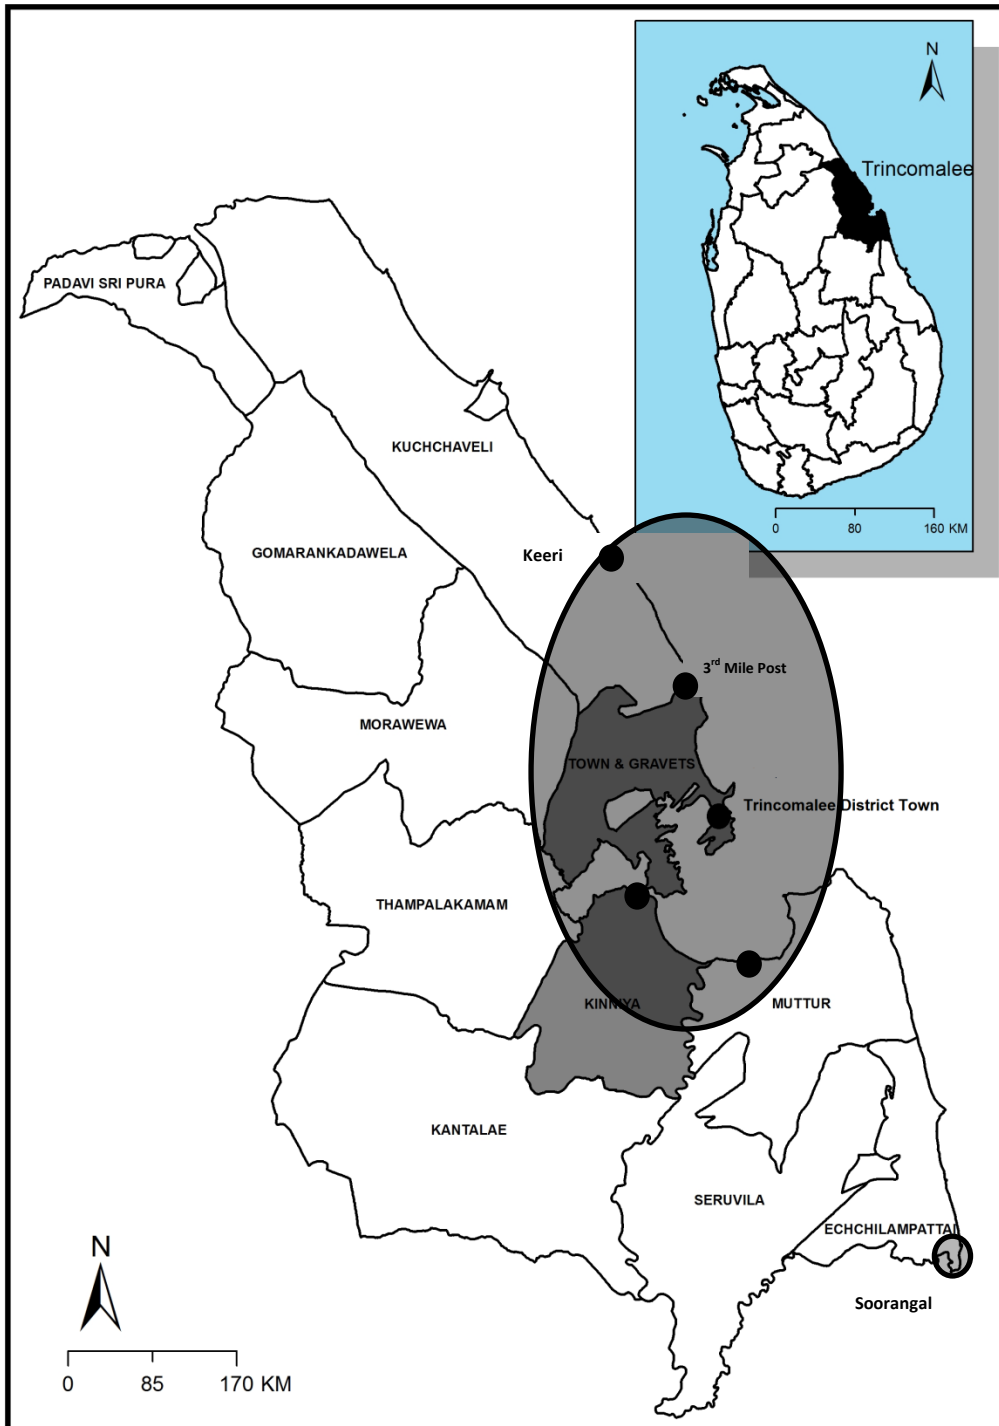 N
Trincomalee
0 80 160 KM
PADAVI SRI PURA
KUCHCHAVELI
GOMARANKADAWELA
Keeri
3rd Mile Post
MORAWEWA
TOWN & GRAVETS
Trincomalee District Town
THAMPALAKAMAM
KINNIYA
MUTTUR
KANTALAE
SERUVILA
ECHCHILAMPATTAI
Soorangal
N
0 85 170 KM